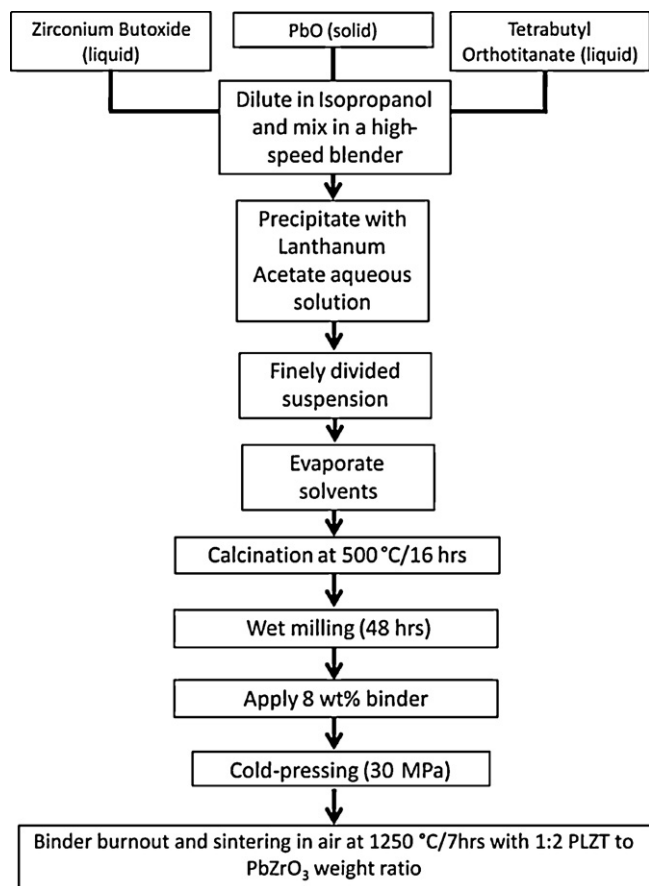 Zirconium Butoxide
(liquid)
PbO (solid)
Tetrabutyl
Orthotitanate (liquid)
Dilute in Isopropanol
and mix in a high-
speed blender
Precipitate with
Lanthanum
Acetate aqueous
solution
Finely divided
suspension
Evaporate
solvents
Calcination at 500 °C/16 hrs
Wet milling (48 hrs)
Apply 8 wt% binder
Cold-pressing (30 MPa)
Binder burnout and sintering in air at 1250 °C/7hrs with 1:2 PLZT to
PbZrO₃ weight ratio